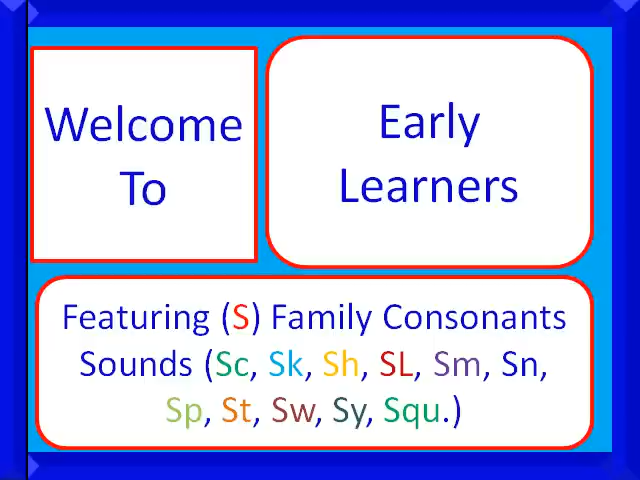 Welcome
To
Early
Learners
Featuring (S) Family Consonants
Sounds (Sc, Sk, Sh, SL, Sm, Sn,
Sp, St, Sw, Sy, Squ.)